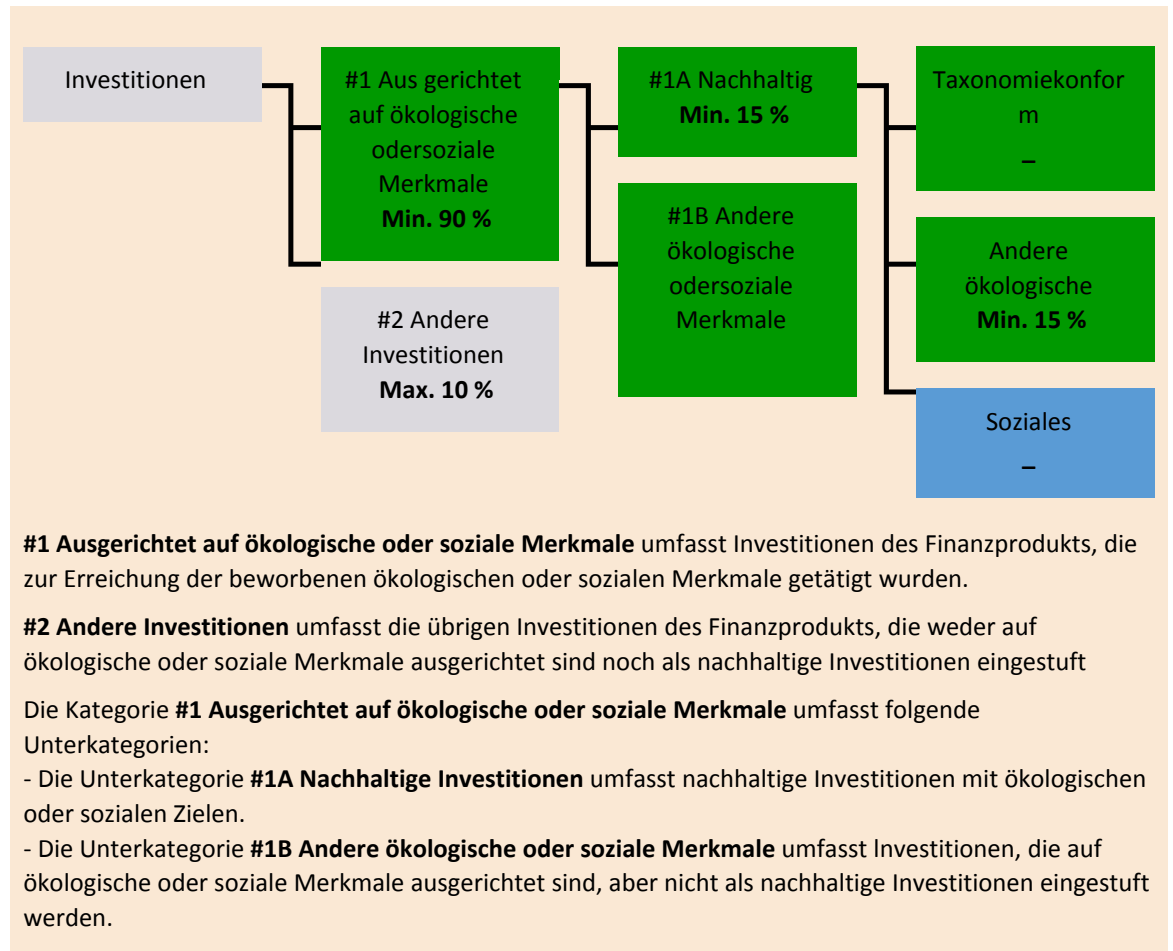 Investitionen
#1 Aus gerichtet
auf ökologische
odersoziale
Merkmale
Min. 90 %
#2 Andere
Investitionen
Max. 10 %
#1A Nachhaltig
Min. 15 %
#1B Andere
ökologische
odersoziale
Merkmale
Taxonomiekonfor
m
–
Andere
ökologische
Min. 15 %
Soziales
–
#1 Ausgerichtet auf ökologische oder soziale Merkmale umfasst Investitionen des Finanzprodukts, die
zur Erreichung der beworbenen ökologischen oder sozialen Merkmale getätigt wurden.
#2 Andere Investitionen umfasst die übrigen Investitionen des Finanzprodukts, die weder auf
ökologische oder soziale Merkmale ausgerichtet sind noch als nachhaltige Investitionen eingestuft
Die Kategorie #1 Ausgerichtet auf ökologische oder soziale Merkmale umfasst folgende
Unterkategorien:
- Die Unterkategorie #1A Nachhaltige Investitionen umfasst nachhaltige Investitionen mit ökologischen
oder sozialen Zielen.
- Die Unterkategorie #1B Andere ökologische oder soziale Merkmale umfasst lnvestitionen, die auf
ökologische oder soziale Merkmale ausgerichtet sind, aber nicht als nachhaltige Investitionen eingestuft
werden.